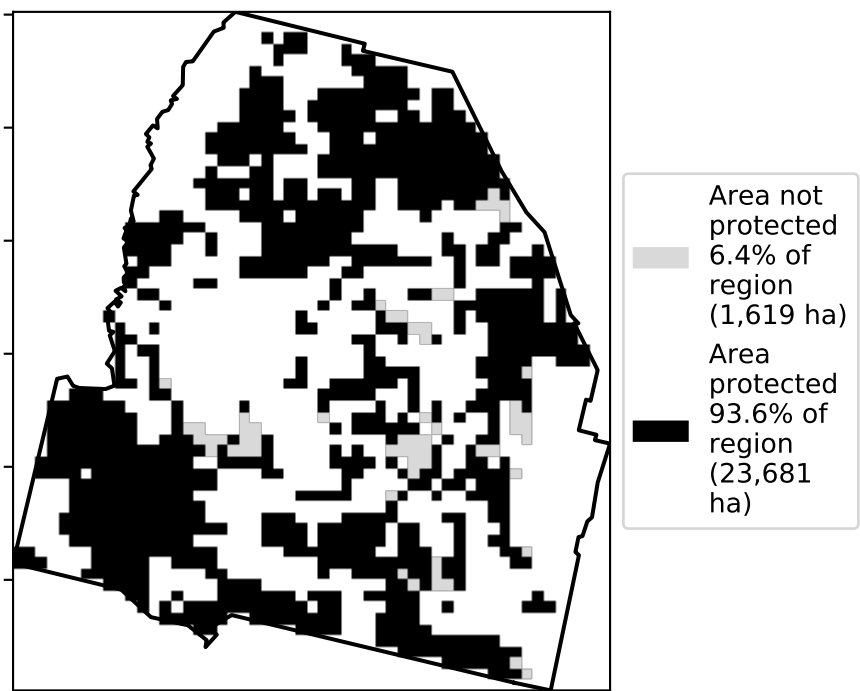 Area not
protected
6.4% of
region
(1,619 ha)
Area
protected
93.6% of
region
(23,681
ha)